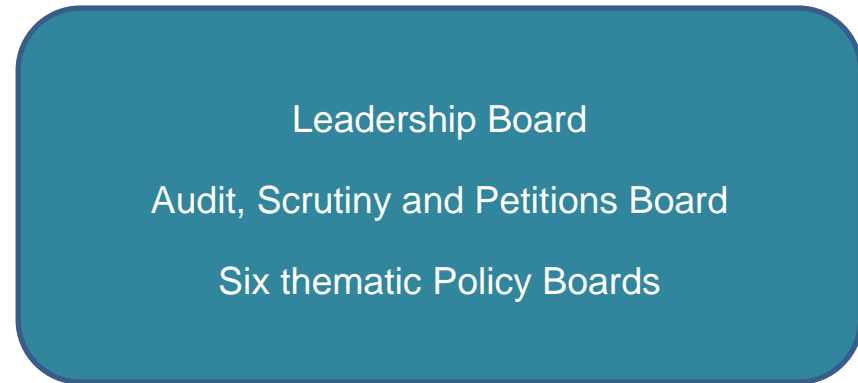 Leadership Board
Audit, Scrutiny and Petitions Board
Six thematic Policy Boards